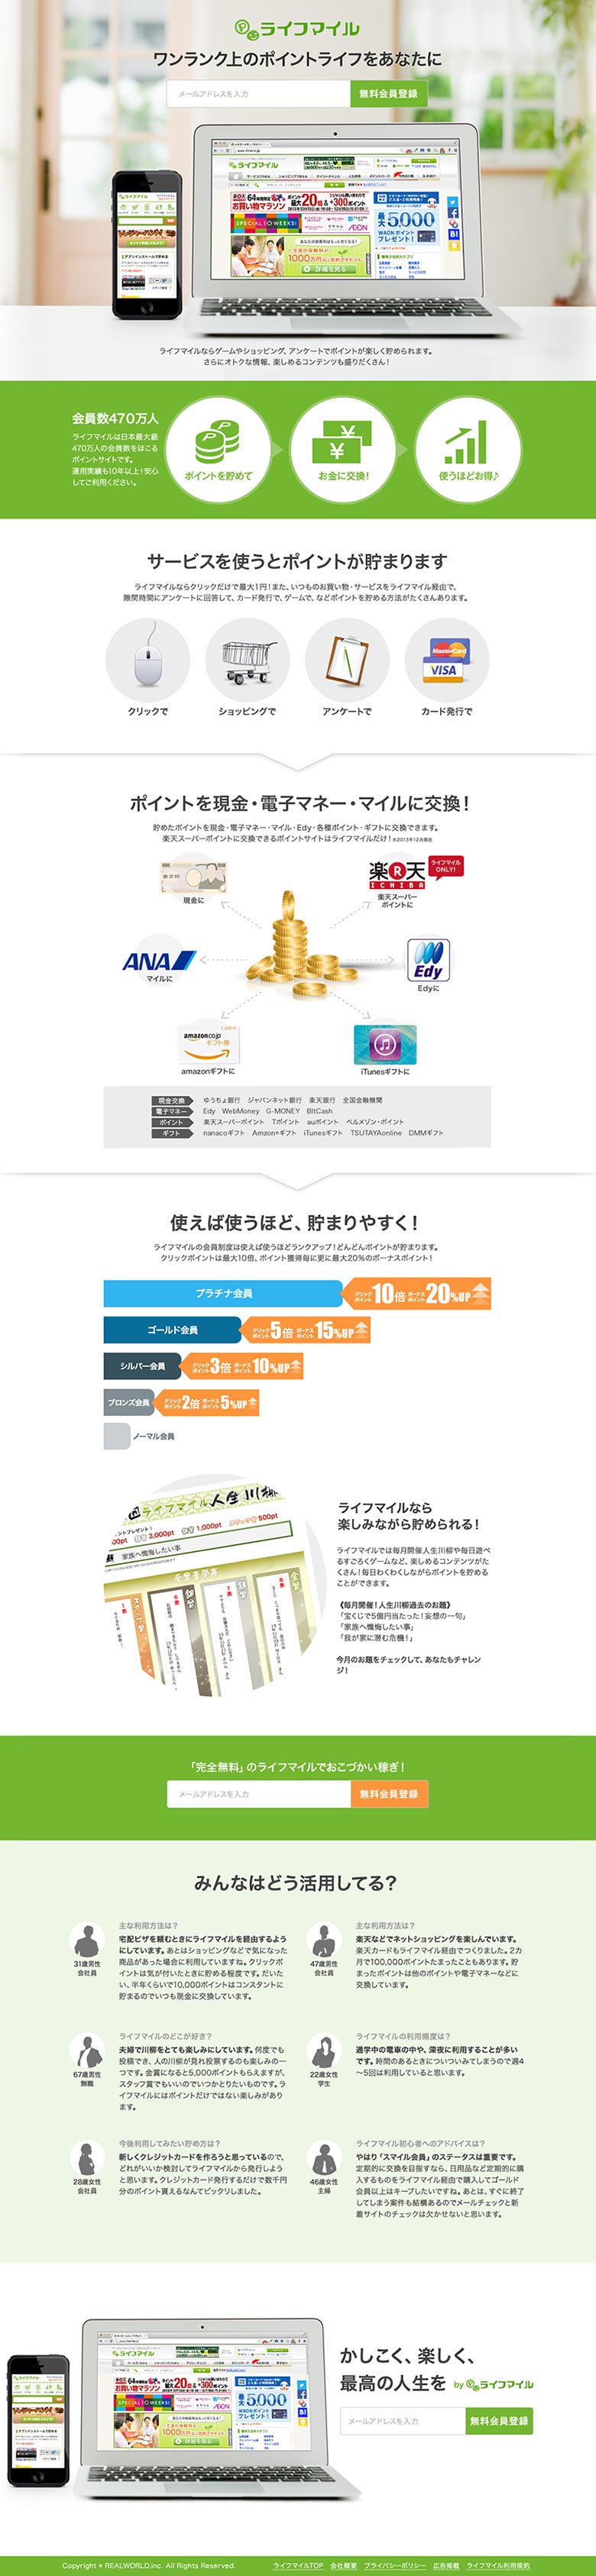 ライフマイル
ワンランク上のポイントライフをあなたに
メールアドレスを入力
無料会員登録
ライフマイルならゲームやショッピング、アンケートでポイントが楽しく貯められます。
さらにオトクな情報、楽しめるコンテンツも盛りだくさん！
会員数470万人
ライフマイルは日本最大級
470万人の会員数をほこる
ポイントサイトです。
運用実績も10年以上！安心
してご利用ください。
ポイントを貯めて
お金に交換！
使うほどお得♪
サービスを使うとポイントが貯まります
ライフマイルならクリックだけで最大1円！また、いつものお買い物・サービスをライフマイル経由で、
隙間時間にアンケートに回答して、カード発行で、ゲームで、などポイントを貯める方法がたくさんあります。
MasterCard
VISA
クリックで
ショッピングで
アンケートで
カード発行で
ポイントを現金・電子マネー・マイルに交換！
貯めたポイントを現金・電子マネー・マイル・Edy・各種ポイント・ギフトに交換できます。
楽天スーパーポイントに交換できるポイントサイトはライフマイルだけ！※2013年12月現在
現金に
楽天
ICHIBA
ライフマイル
ONLY!
楽天スーパー
ポイントに
ANA
マイルに
Edy
Edyに
amazon.co.jp
ギフト券
amazonギフトに
iTunesギフトに
現金交換 ゆうちょ銀行 ジャパンネット銀行 楽天銀行 全国金融機関
電子マネー Edy WebMoney G-MONEY BitCash
ポイント 楽天スーパーポイント Tポイント auポイント ベルメゾン・ポイント
ギフト nanacoギフト Amzon®ギフト iTunesギフト TSUTAYAonline DMMギフト
使えば使うほど、貯まりやすく！
ライフマイルの会員制度は使えば使うほどランクアップ！どんどんポイントが貯まります。
クリックポイントは最大10倍、ポイント獲得毎に更に最大20%のボーナスポイント！
プラチナ会員 クリックポイント10倍 ボーナスポイント20%UP
ゴールド会員 クリックポイント5倍 ボーナスポイント15%UP
シルバー会員 クリックポイント3倍 ボーナスポイント10%UP
ブロンズ会員 クリックポイント2倍 ボーナスポイント5%UP
ノーマル会員
ライフマイル人生川柳
3,000pt
1,000pt
500pt
家族へ懺悔したい事
ライフマイルなら
楽しみながら貯められる！
ライフマイルでは毎月開催人生川柳や毎日遊べ
るすごろくゲームなど、楽しめるコンテンツがた
くさん！毎日わくわくしながらポイントを貯める
ことができます。
《毎月開催！人生川柳過去のお題》
「宝くじで5億円当たった！妄想の一句」
「家族へ懺悔したい事」
「我が家に潜む危機！」
今月のお題をチェックして、あなたもチャレン
ジ！
「完全無料」のライフマイルでおこづかい稼ぎ！
メールアドレスを入力
無料会員登録
みんなはどう活用してる？
31歳男性
会社員
主な利用方法は？
宅配ピザを頼むときにライフマイルを経由するよう
にしています。あとはショッピングなどで気になった
商品があった場合に利用していますね。クリックポ
イントは気が付いたときに貯める程度です。だいた
い、半年くらいで10,000ポイントはコンスタントに
貯まるのでいつも現金に交換しています。
47歳男性
会社員
主な利用方法は？
楽天などでネットショッピングを楽しんでいます。
楽天カードもライフマイル経由でつくりました。2カ
月で100,000ポイントたまったこともあります。貯
まったポイントは他のポイントや電子マネーなどに
交換しています。
67歳男性
無職
ライフマイルのどこが好き？
夫婦で川柳をとても楽しみにしています。何度でも
投稿でき、人の川柳が見れ投票するのも楽しみの一
つです。金賞になると5,000ポイントもらえますが、
スタッフ賞でもいいのでいつかとりたいものです。ラ
イフマイルにはポイントだけではない楽しみがあり
ます。
22歳女性
学生
ライフマイルの利用頻度は？
通学中の電車の中や、深夜に利用することが多い
です。時間のあるときについついみてしまうので週4
～5回は利用していると思います。
28歳女性
会社員
今後利用してみたい貯め方は？
新しくクレジットカードを作ろうと思っているので、
どれがいいか検討してライフマイルから発行しよう
と思います。クレジットカード発行するだけで数千円
分のポイント貰えるなんてビックリしました。
46歳女性
主婦
ライフマイル初心者へのアドバイスは？
やはり「スマイル会員」のステータスは重要です。
定期的に交換を目指すなら、日用品など定期的に購
入するものをライフマイル経由で購入してゴールド
会員以上はキープしたいですね。あとは、すぐに終了
してしまう案件も結構あるのでメールチェックと新
着サイトのチェックは欠かせないと思います。
かしこく、楽しく、
最高の人生を by ライフマイル
メールアドレスを入力
無料会員登録
Copyright © REALWORLD,inc. All Rights Reserved.
ライフマイルTOP 会社概要 プライバシーポリシー 広告掲載 ライフマイル利用規約